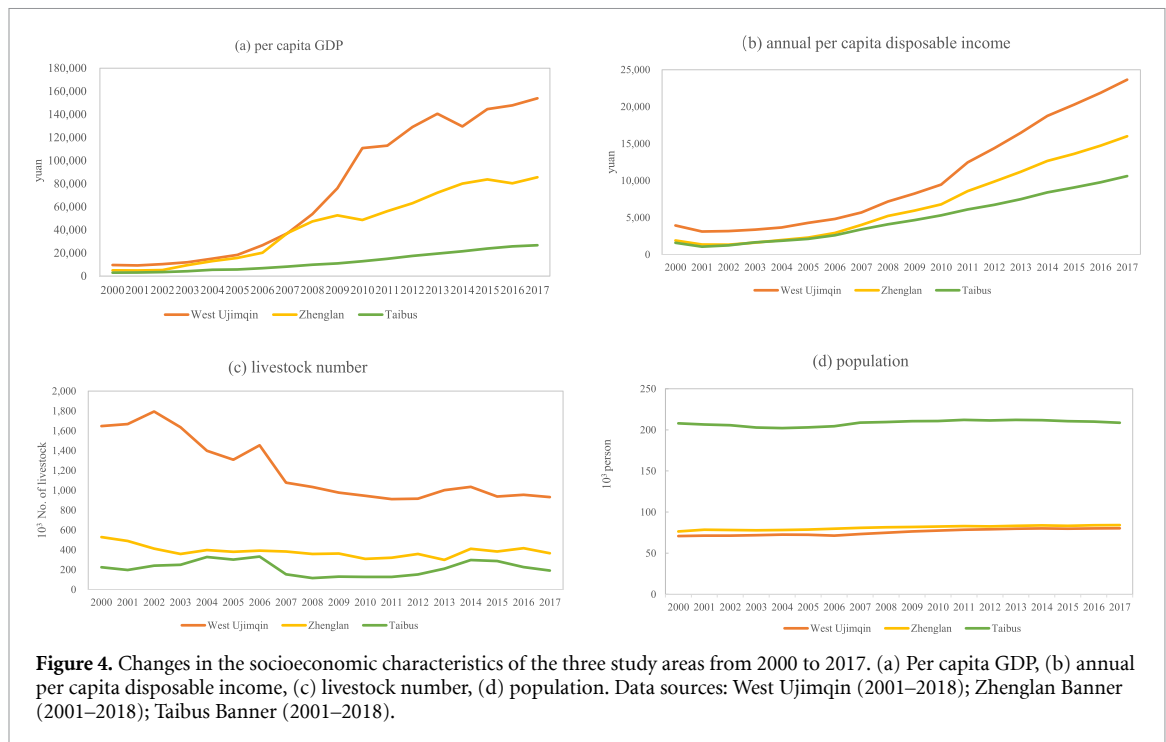 (a) per capita GDP
yuan
180,000
160,000
140,000
120,000
100,000
80,000
60,000
40,000
20,000
0
2000 2001 2002 2003 2004 2005 2006 2007 2008 2009 2010 2011 2012 2013 2014 2015 2016 2017
West Ujimqin Zhenglan Taibus
(b) annual per capita disposable income
yuan
25,000
20,000
15,000
10,000
5,000
0
2000 2001 2002 2003 2004 2005 2006 2007 2008 2009 2010 2011 2012 2013 2014 2015 2016 2017
West Ujimqin Zhenglan Taibus
(c) livestock number
10³ No. of livestock
2,000
1,800
1,600
1,400
1,200
1,000
800
600
400
200
0
2000 2001 2002 2003 2004 2005 2006 2007 2008 2009 2010 2011 2012 2013 2014 2015 2016 2017
West Ujimqin Zhenglan Taibus
(d) population
10³ person
250
200
150
100
50
0
2000 2001 2002 2003 2004 2005 2006 2007 2008 2009 2010 2011 2012 2013 2014 2015 2016 2017
West Ujimqin Zhenglan Taibus
Figure 4. Changes in the socioeconomic characteristics of the three study areas from 2000 to 2017. (a) Per capita GDP, (b) annual
per capita disposable income, (c) livestock number, (d) population. Data sources: West Ujimqin (2001–2018); Zhenglan Banner
(2001–2018); Taibus Banner (2001–2018).